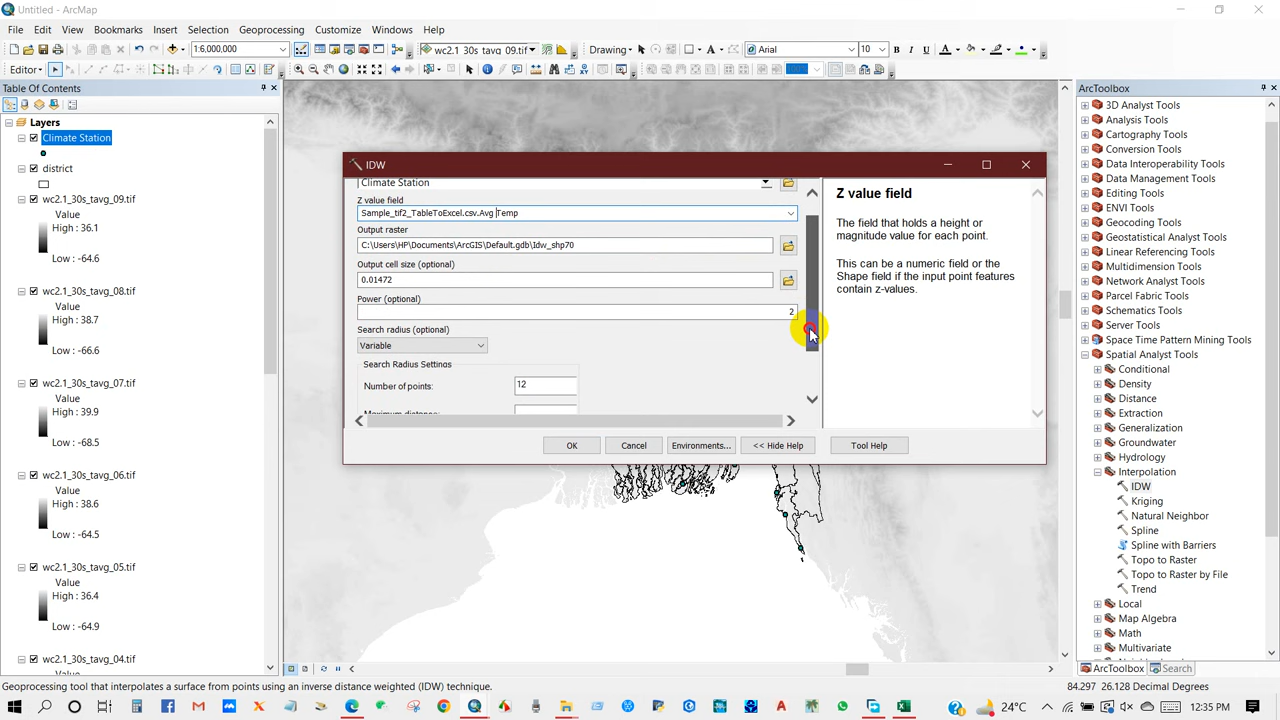 Untitled - ArcMap
File Edit View Bookmarks Insert Selection Geoprocessing Customize Windows Help
1:6,000,000
wc2.1_30s_tavg_09.tif
Drawing
Arial
10
B I U A
Editor
100%
Table Of Contents
Layers
Climate Station
district
wc2.1_30s_tavg_09.tif
Value
High : 36.1
Low : -64.6
wc2.1_30s_tavg_08.tif
Value
High : 38.7
Low : -66.6
wc2.1_30s_tavg_07.tif
Value
High : 39.9
Low : -68.5
wc2.1_30s_tavg_06.tif
Value
High : 38.6
Low : -64.5
wc2.1_30s_tavg_05.tif
Value
High : 36.4
Low : -64.9
wc2.1_30s_tavg_04.tif
Value
IDW
Climate Station
Z value field
Sample_tif2_TableToExcel.csv.Avg Temp
Output raster
C:\Users\HP\Documents\ArcGIS\Default.gdb\Idw_shp70
Output cell size (optional)
0.01472
Power (optional)
2
Search radius (optional)
Variable
Search Radius Settings
Number of points:
12
Maximum distance:
OK
Cancel
Environments...
<< Hide Help
Tool Help
Z value field
The field that holds a height or
magnitude value for each point.
This can be a numeric field or the
Shape field if the input point features
contain z-values.
ArcToolbox
3D Analyst Tools
Analysis Tools
Cartography Tools
Conversion Tools
Data Interoperability Tools
Data Management Tools
Editing Tools
ENVI Tools
Geocoding Tools
Geostatistical Analyst Tools
Linear Referencing Tools
Multidimension Tools
Network Analyst Tools
Parcel Fabric Tools
Schematics Tools
Server Tools
Space Time Pattern Mining Tools
Spatial Analyst Tools
Conditional
Density
Distance
Extraction
Generalization
Groundwater
Hydrology
Interpolation
IDW
Kriging
Natural Neighbor
Spline
Spline with Barriers
Topo to Raster
Topo to Raster by File
Trend
Local
Map Algebra
Math
Multivariate
ArcToolbox
Search
Geoprocessing tool that interpolates a surface from points using an inverse distance weighted (IDW) technique.
84.297 26.128 Decimal Degrees
24°C
12:35 PM